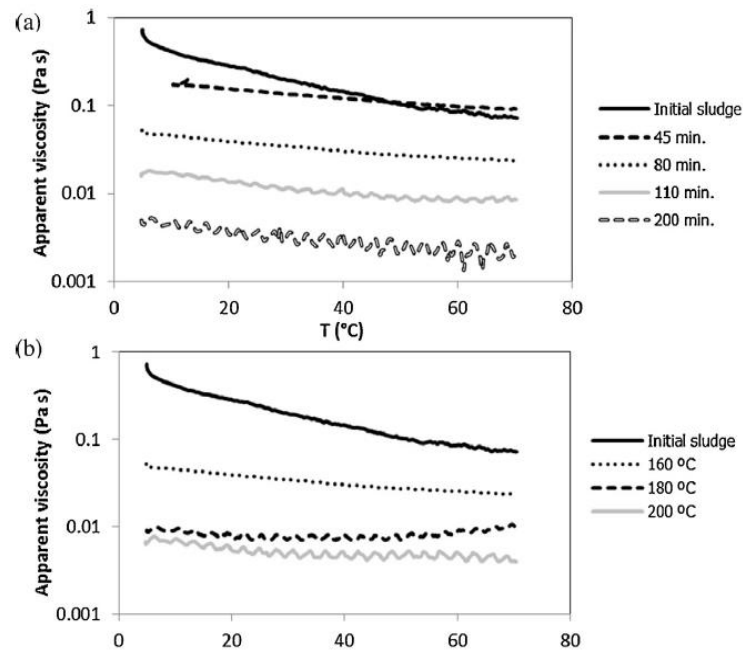 (a)
1
0.1
0.01
0.001
Apparent viscosity (Pa s)
0 20 40 60 80
T (°C)
Initial sludge
45 min.
80 min.
110 min.
200 min.
(b)
1
0.1
0.01
0.001
Apparent viscosity (Pa s)
0 20 40 60 80
Initial sludge
160 ºC
180 ºC
200 ºC